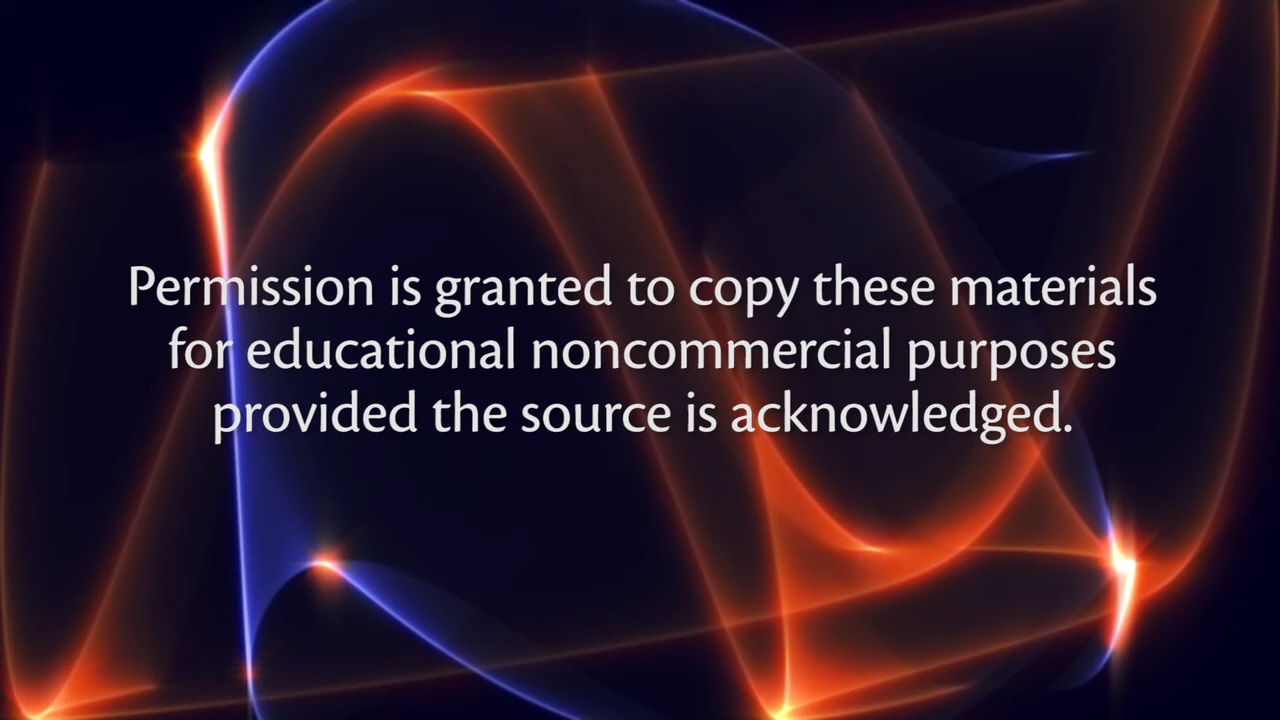 Permission is granted to copy these materials
for educational noncommercial purposes
provided the source is acknowledged.